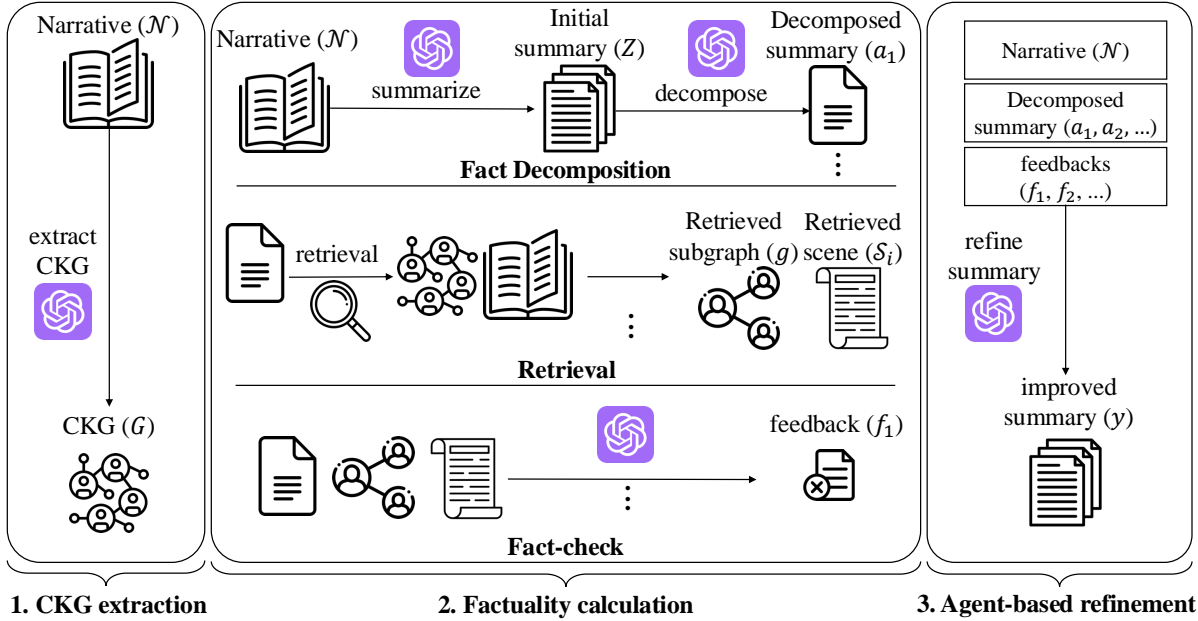 Narrative (𝒩)
extract
CKG
CKG (G)
1. CKG extraction
Narrative (𝒩)
summarize
Initial
summary (Z)
decompose
Decomposed
summary (a₁)
⋮
Fact Decomposition
retrieval
⋮
Retrieved
subgraph (g)
Retrieved
scene (𝒮ᵢ)
Retrieval
⋮
feedback (f₁)
Fact-check
2. Factuality calculation
Narrative (𝒩)
Decomposed
summary (a₁, a₂, ...)
feedbacks
(f₁, f₂, ...)
refine
summary
improved
summary (y)
3. Agent-based refinement